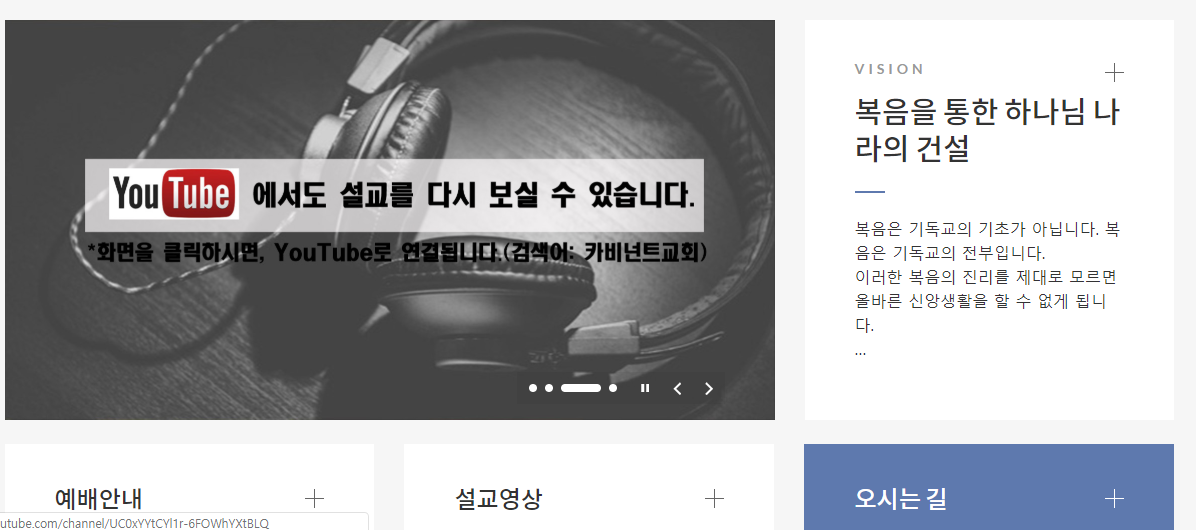 YouTube 에서도 설교를 다시 보실 수 있습니다.
*화면을 클릭하시면, YouTube로 연결됩니다.(검색어: 카비넌트교회)
VISION
복음을 통한 하나님 나
라의 건설
복음은 기독교의 기초가 아닙니다. 복
음은 기독교의 전부입니다.
이러한 복음의 진리를 제대로 모르면
올바른 신앙생활을 할 수 없게 됩니
다.
...
예배안내
설교영상
오시는 길
utube.com/channel/UC0xYYtCYl1r-6FOWhYXtBLQ